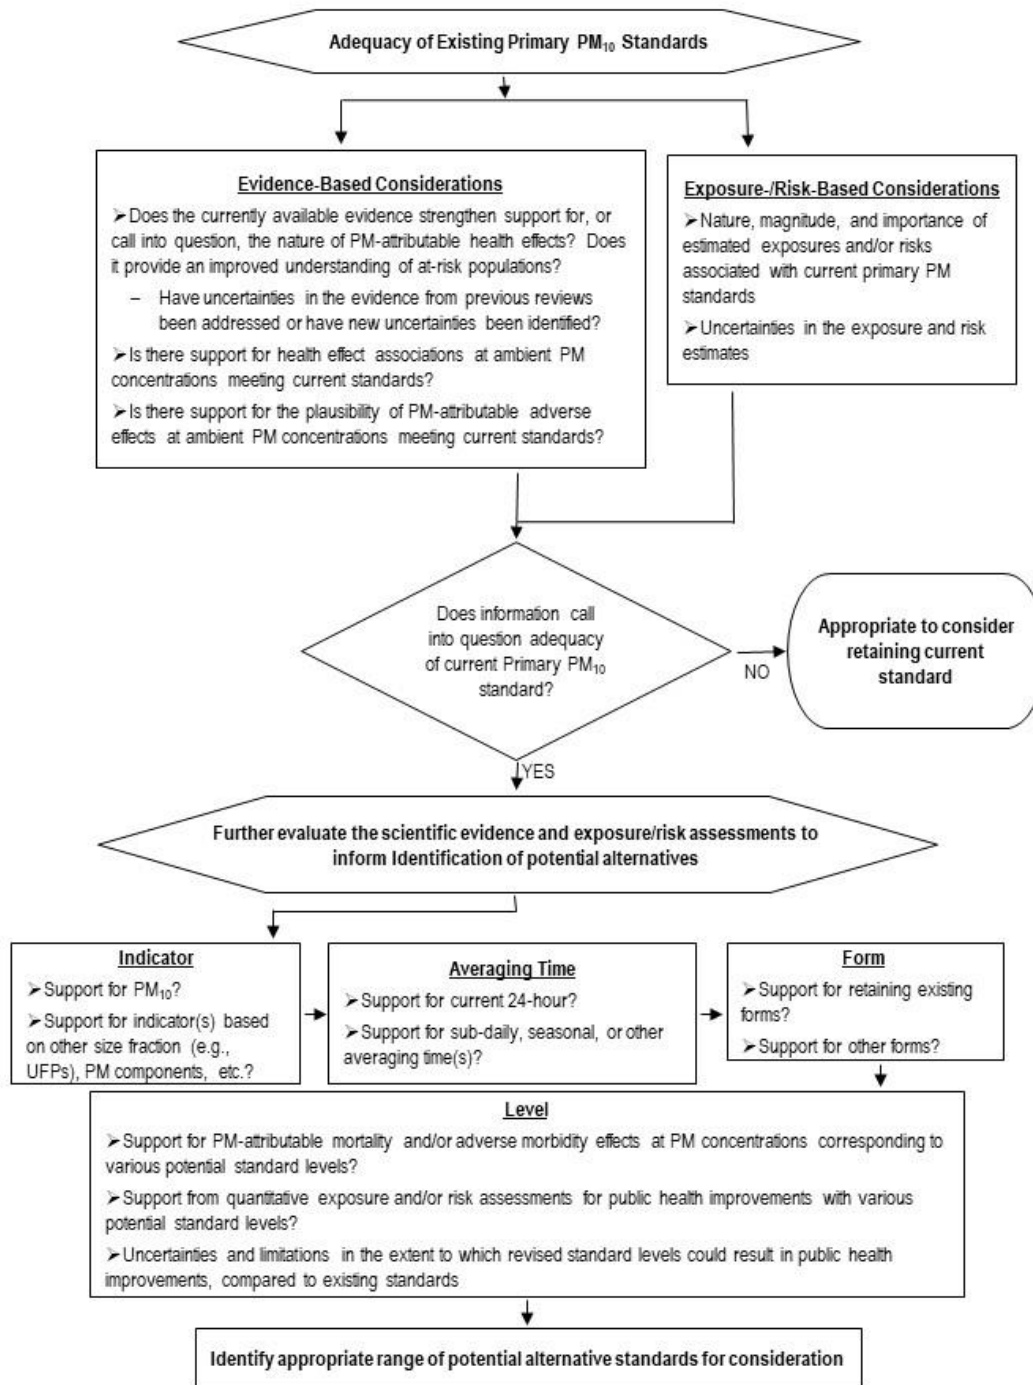 Adequacy of Existing Primary PM₁₀ Standards
Evidence-Based Considerations
➢Does the currently available evidence strengthen support for, or
call into question, the nature of PM-attributable health effects? Does
it provide an improved understanding of at-risk populations?
– Have uncertainties in the evidence from previous reviews
been addressed or have new uncertainties been identified?
➢Is there support for health effect associations at ambient PM
concentrations meeting current standards?
➢Is there support for the plausibility of PM-attributable adverse
effects at ambient PM concentrations meeting current standards?
Exposure-/Risk-Based Considerations
➢Nature, magnitude, and importance of
estimated exposures and/or risks
associated with current primary PM
standards
➢Uncertainties in the exposure and risk
estimates
Does information call
into question adequacy
of current Primary PM₁₀
standard?
NO
Appropriate to consider
retaining current
standard
YES
Further evaluate the scientific evidence and exposure/risk assessments to
inform Identification of potential alternatives
Indicator
➢Support for PM₁₀?
➢Support for indicator(s) based
on other size fraction (e.g.,
UFPs), PM components, etc.?
Averaging Time
➢Support for current 24-hour?
➢Support for sub-daily, seasonal, or other
averaging time(s)?
Form
➢Support for retaining existing
forms?
➢Support for other forms?
Level
➢Support for PM-attributable mortality and/or adverse morbidity effects at PM concentrations corresponding to
various potential standard levels?
➢Support from quantitative exposure and/or risk assessments for public health improvements with various
potential standard levels?
➢Uncertainties and limitations in the extent to which revised standard levels could result in public health
improvements, compared to existing standards
Identify appropriate range of potential alternative standards for consideration